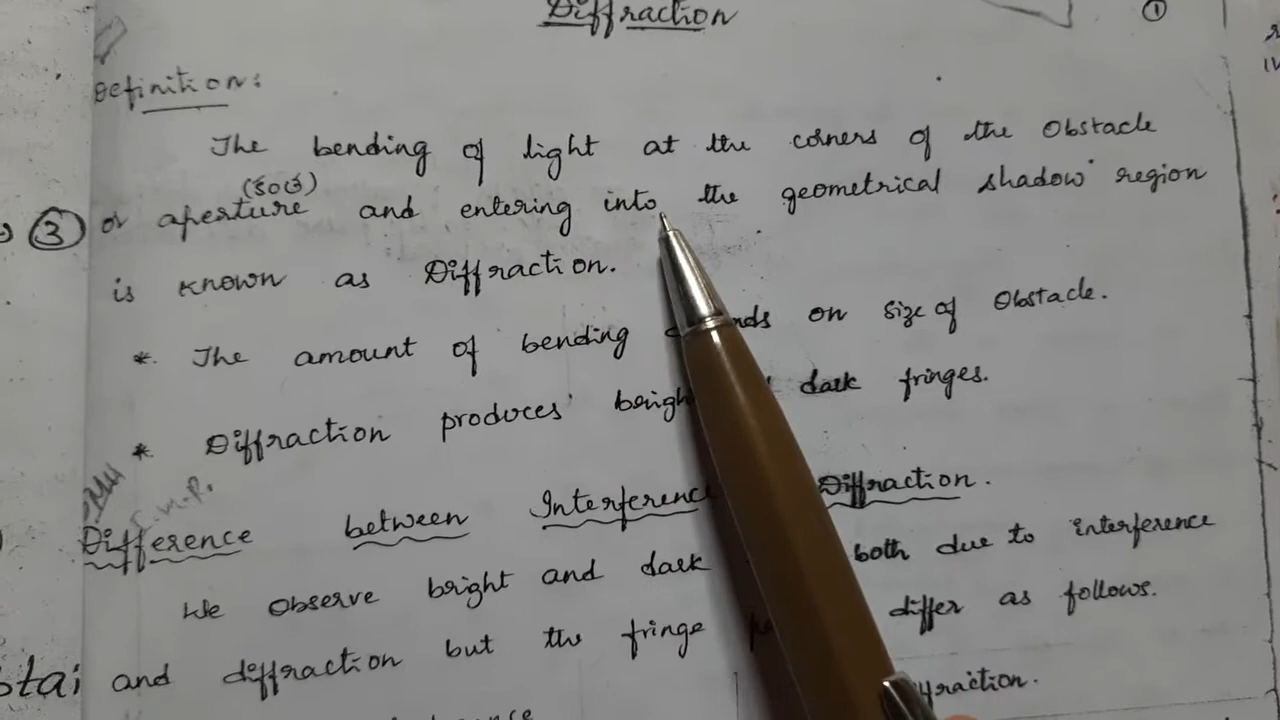 Diffraction
①
Definition:
The bending of light at the corners of the Obstacle
(కంత)
③ or aperture and entering into the geometrical shadow region
is known as Diffraction.
* The amount of bending on size of Obstacle.
* Diffraction produces dark fringes.
Difference between Diffraction.
We Observe bright and dark both due to interference
and diffraction but the fringe differ as follows.